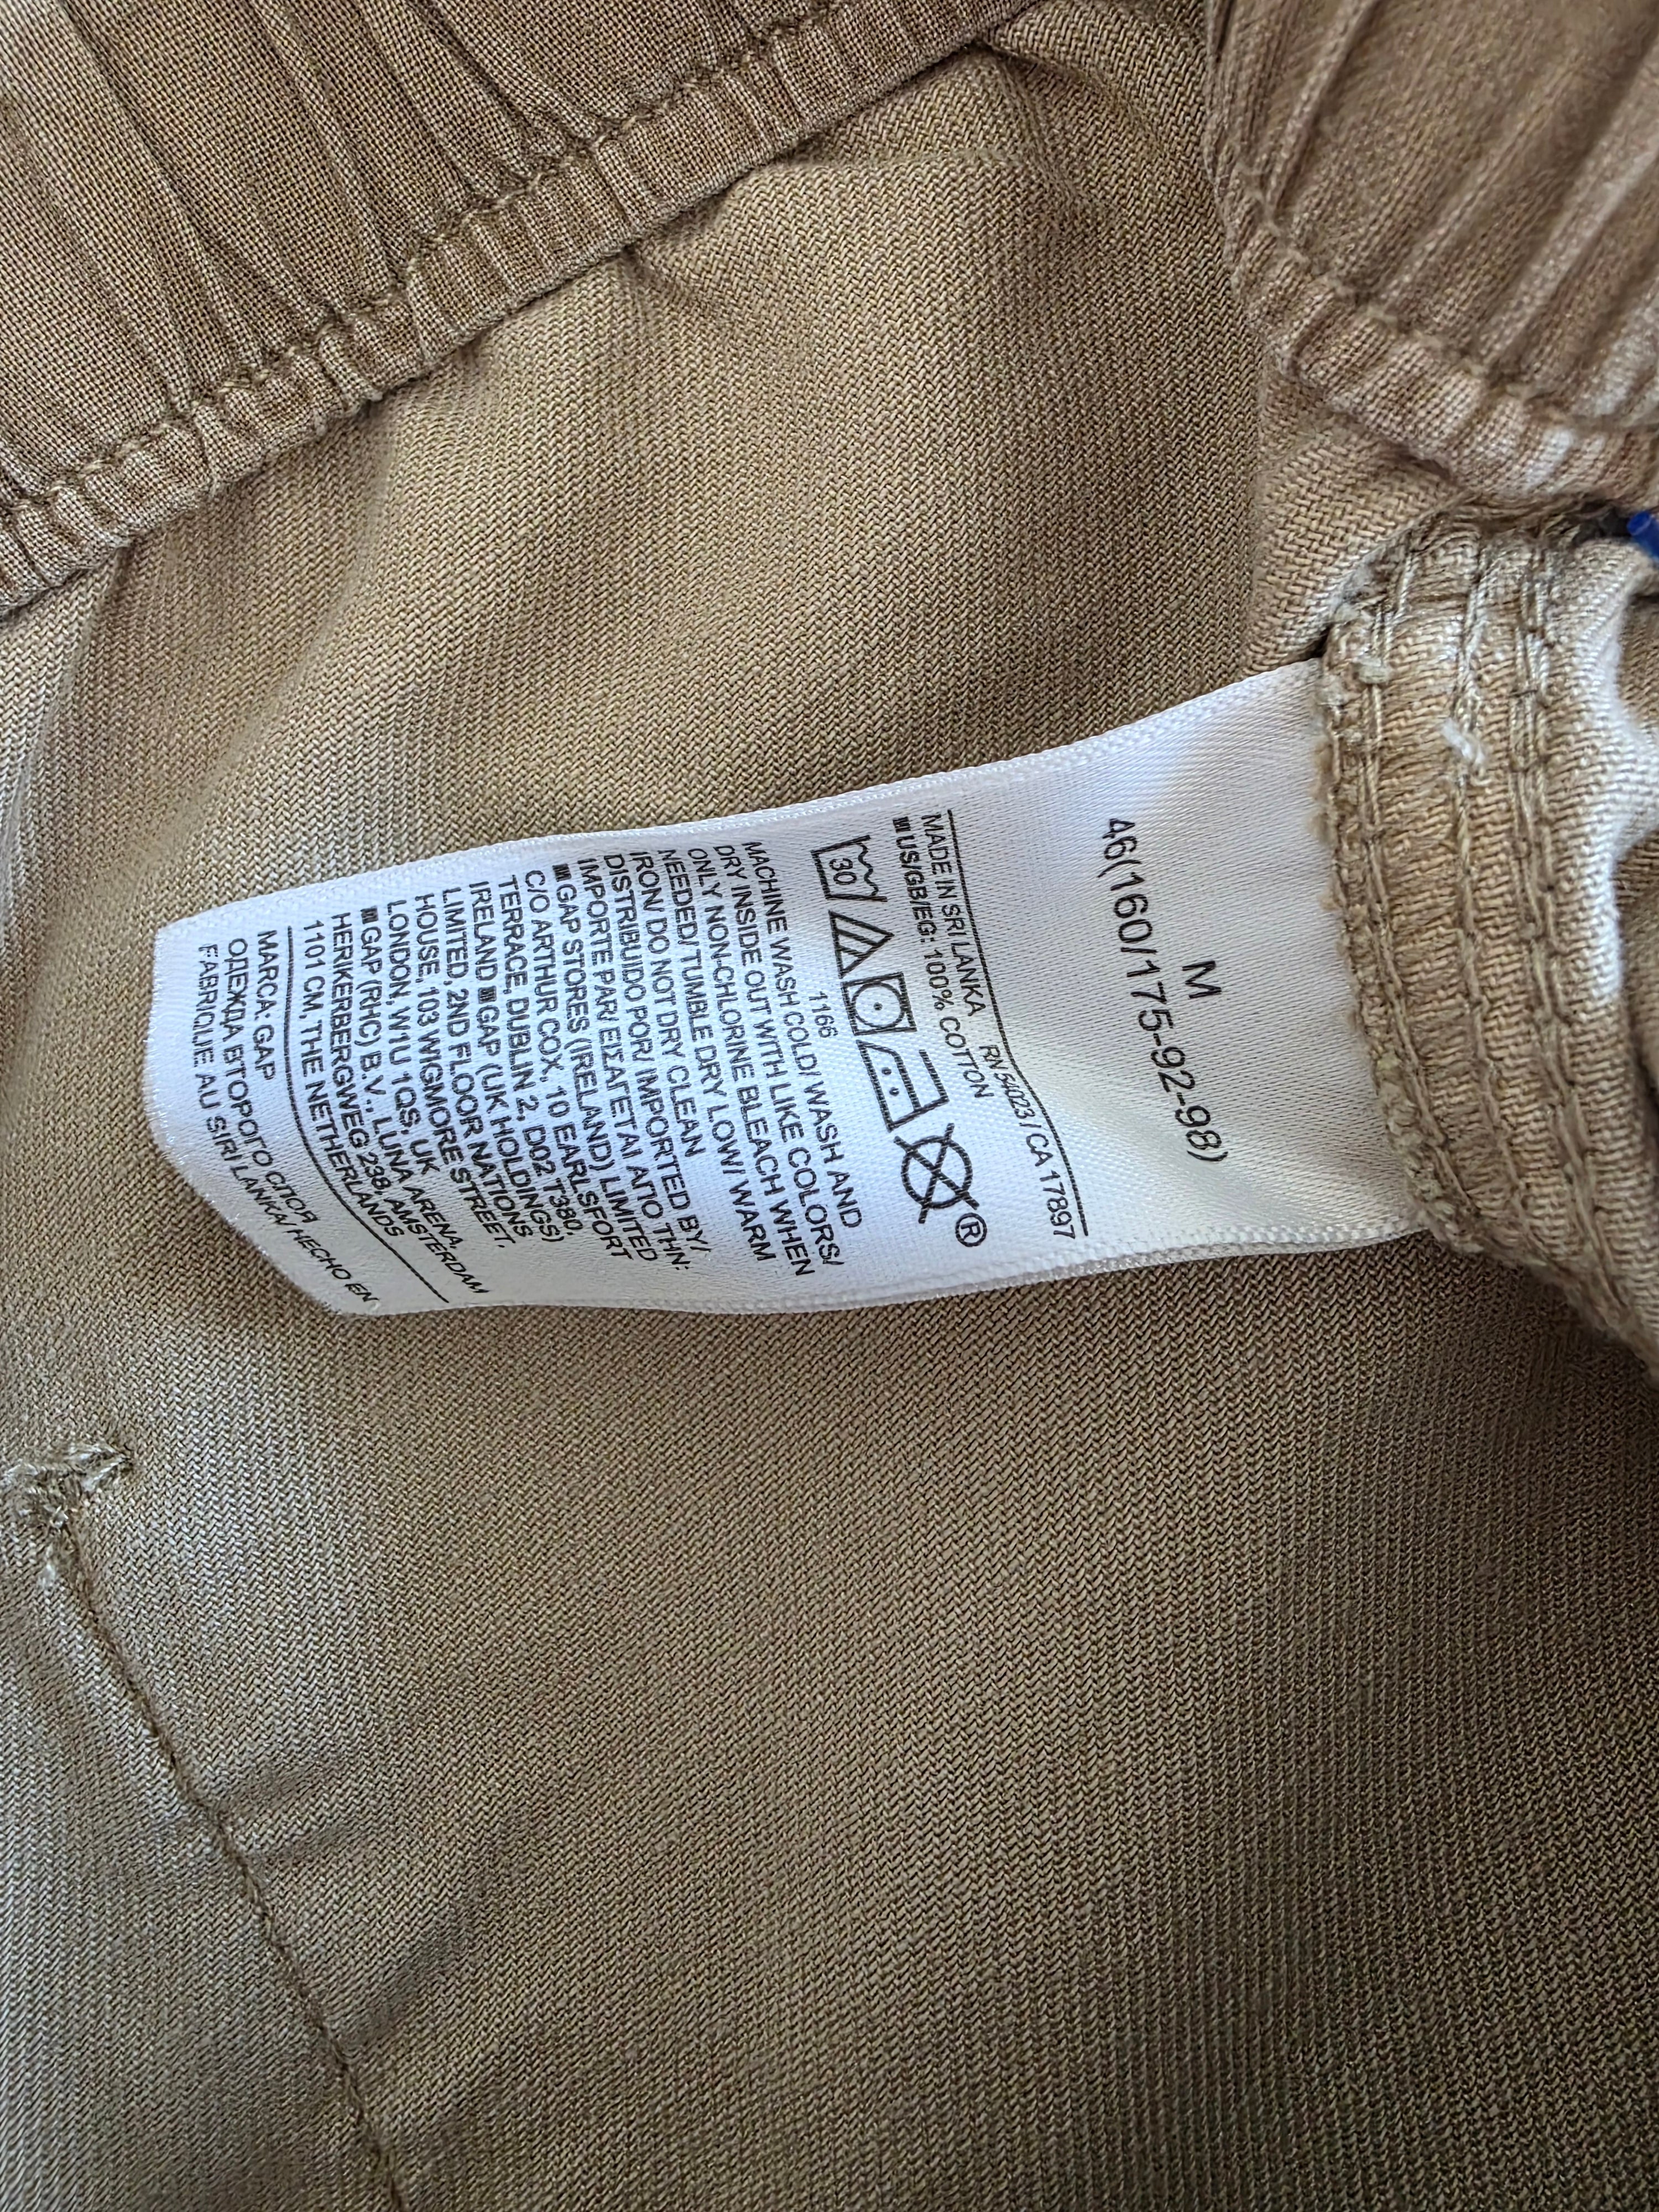 M
46(160/175-92-98)
RN 54023 / CA 17897
MADE IN SRI LANKA
■US/GB/EG: 100% COTTON
30
®
1166
MACHINE WASH COLD/ WASH AND
DRY INSIDE OUT WITH LIKE COLORS/
ONLY NON-CHLORINE BLEACH WHEN
NEEDED/ TUMBLE DRY LOW/ WARM
IRON DO NOT DRY CLEAN
DISTRIBUIDO POR/ IMPORTED BY/
IMPORTE PAR/ ΕΙΣΑΓΕΤΑΙ ΑΠΟ ΤΗΝ:
■GAP STORES (IRELAND) LIMITED
C/O ARTHUR COX, 10 EARLSFORT
TERRACE, DUBLIN 2, D02 T380,
IRELAND ■GAP (UK HOLDINGS)
LIMITED, 2ND FLOOR NATIONS
HOUSE, 103 WIGMORE STREET,
LONDON, W1U 1QS, UK
■GAP (RHC) B.V., LUNA ARENA,
HERIKERBERGWEG 238, AMSTERDAM
1101 CM, THE NETHERLANDS
MARCA: GAP
ОДЕЖДА ВТОРОГО СЛОЯ
FABRIQUE AU SIRI LANKA/ HECHO EN